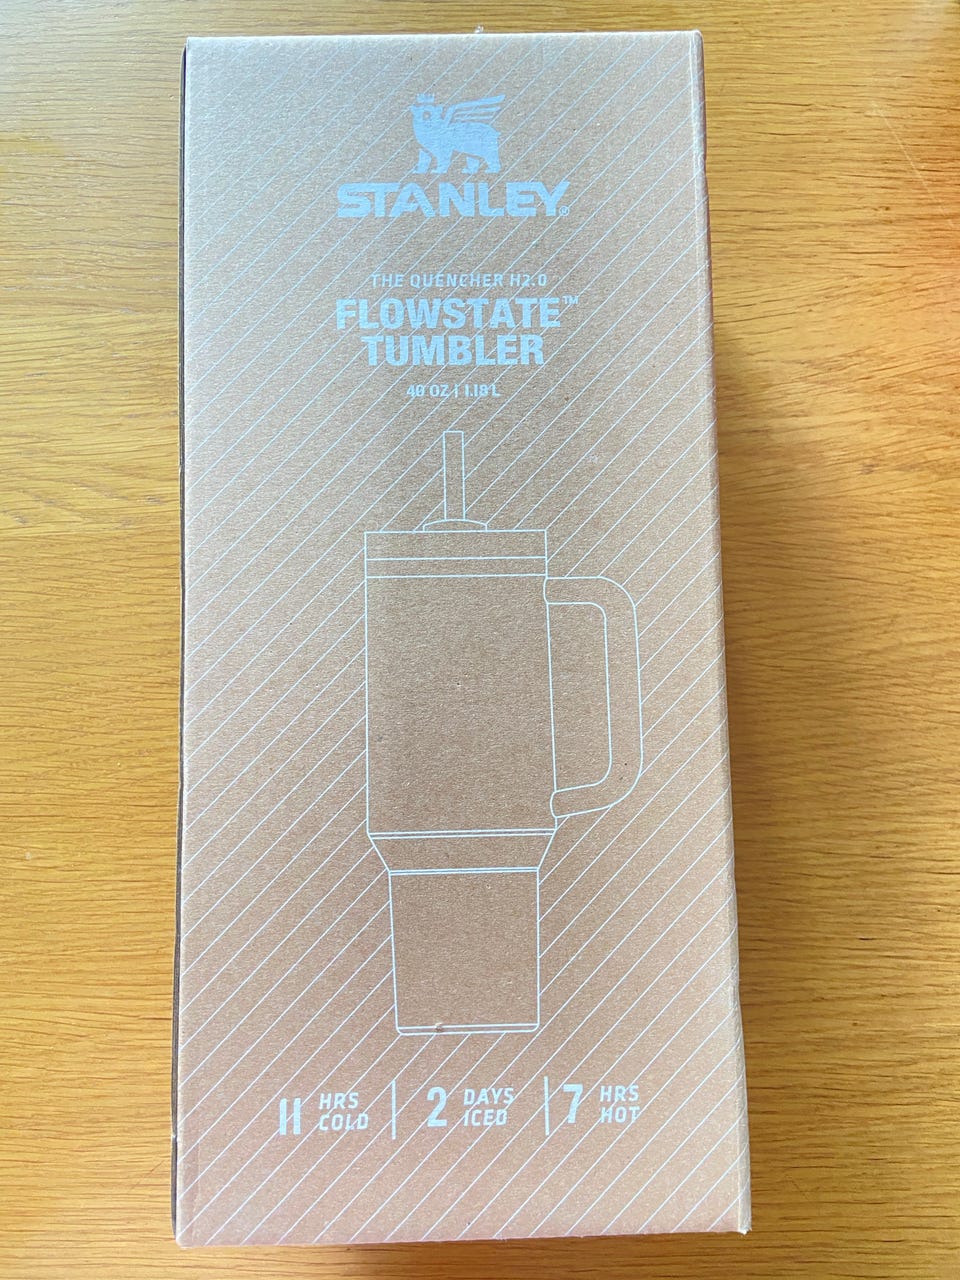 STANLEY®
THE QUENCHER H2.0
FLOWSTATE™
TUMBLER
40 OZ | 1.18 L
11 HRS COLD | 2 DAYS ICED | 7 HRS HOT